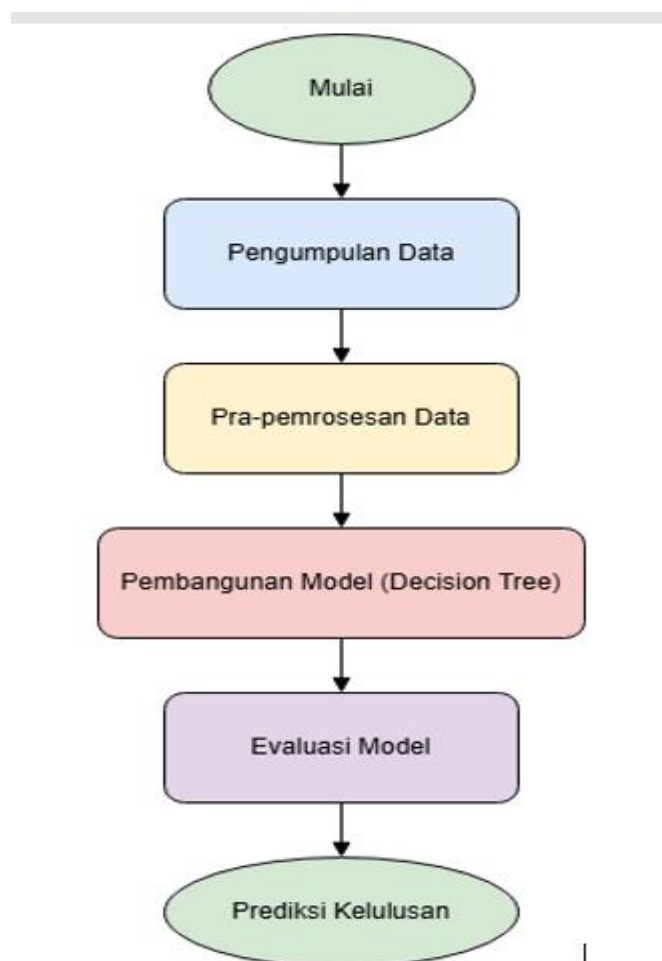 Mulai
Pengumpulan Data
Pra-pemrosesan Data
Pembangunan Model (Decision Tree)
Evaluasi Model
Prediksi Kelulusan